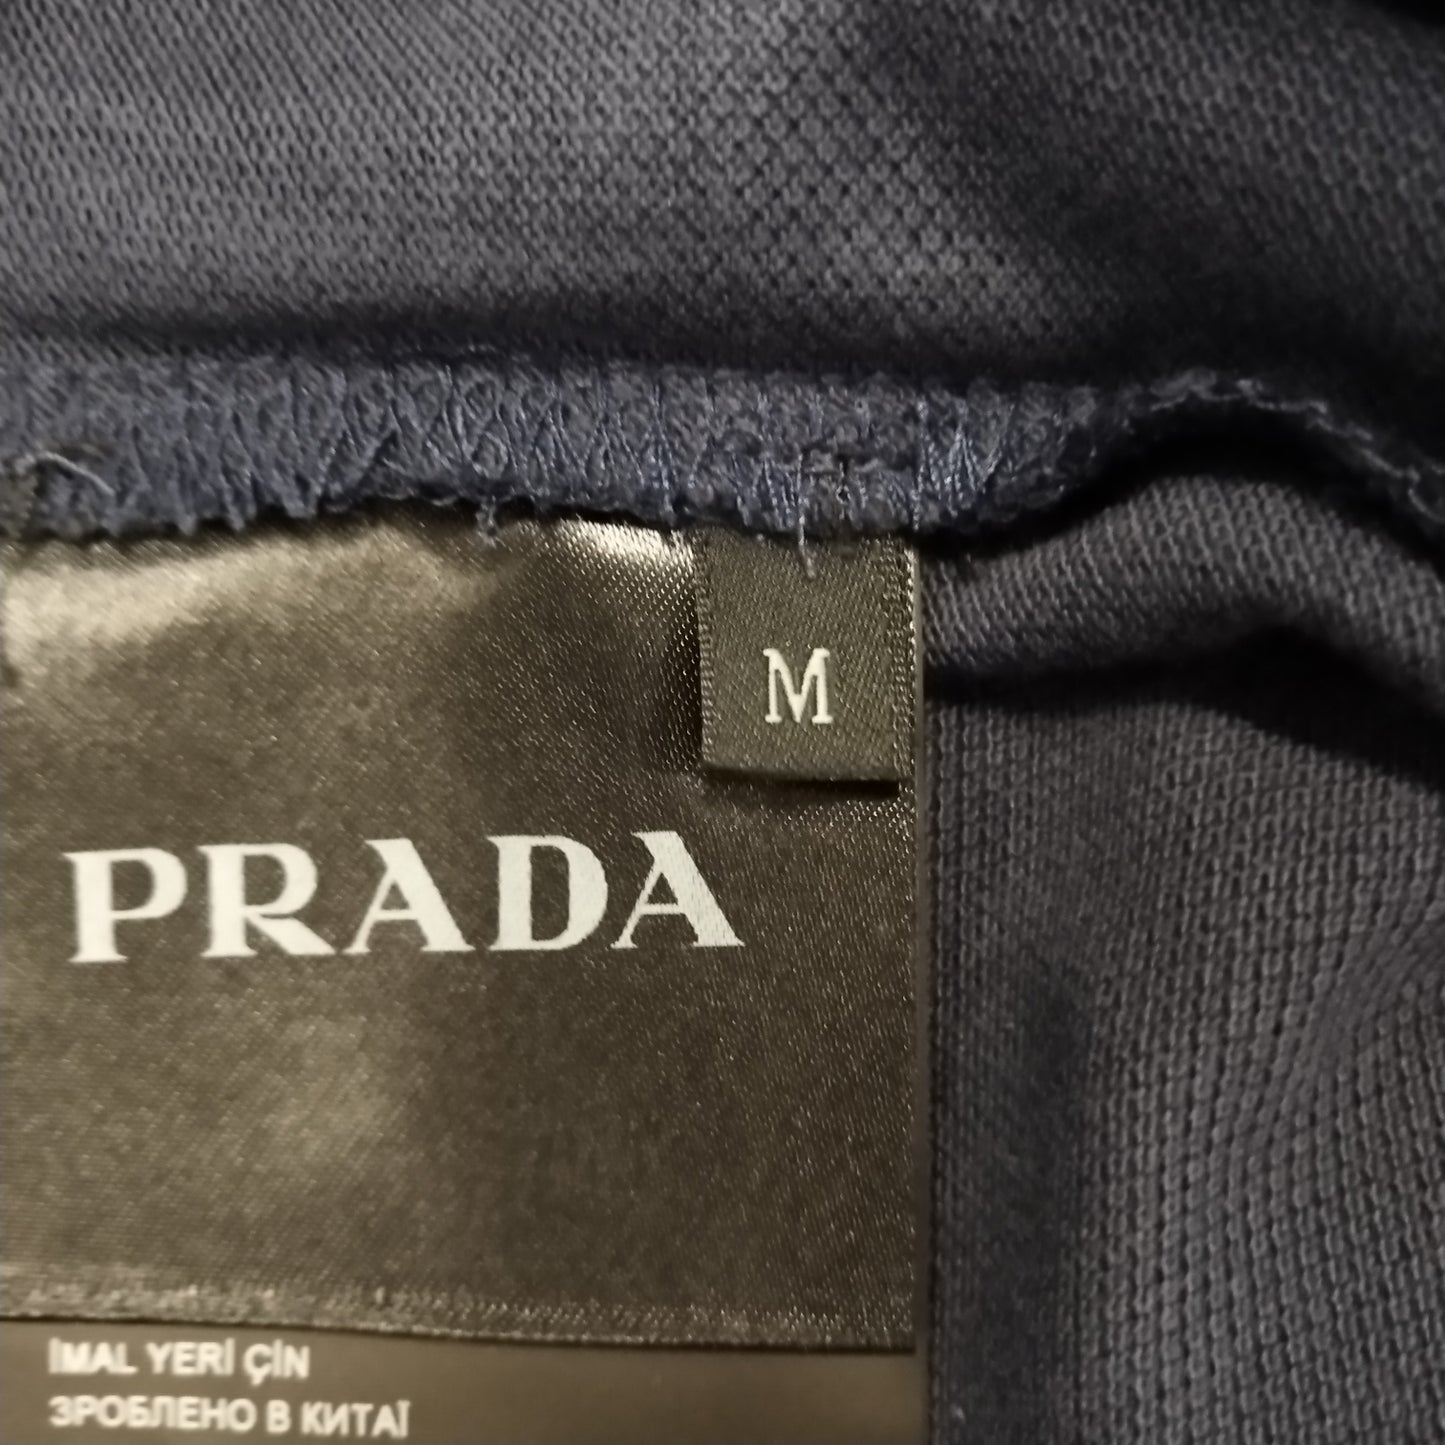 M
PRADA
İMAL YERİ ÇİN
ЗРОБЛЕНО В КИТАЇ